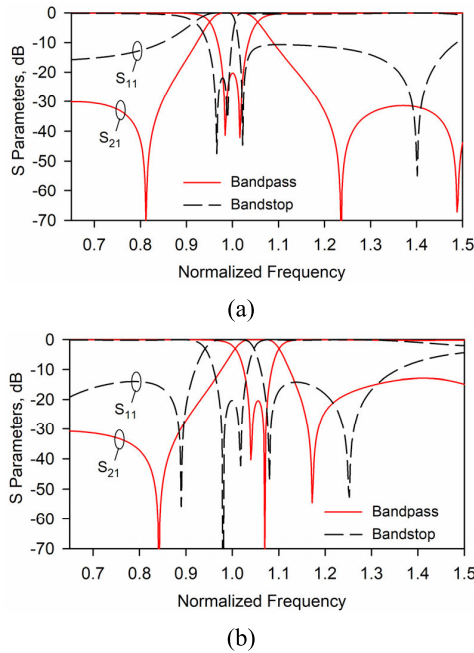 0
-10
-20
-30
-40
-50
-60
-70
S Parameters, dB
S11
S21
Bandpass
Bandstop
0.7 0.8 0.9 1.0 1.1 1.2 1.3 1.4 1.5
Normalized Frequency
(a)
0
-10
-20
-30
-40
-50
-60
-70
S Parameters, dB
S11
S21
Bandpass
Bandstop
0.7 0.8 0.9 1.0 1.1 1.2 1.3 1.4 1.5
Normalized Frequency
(b)